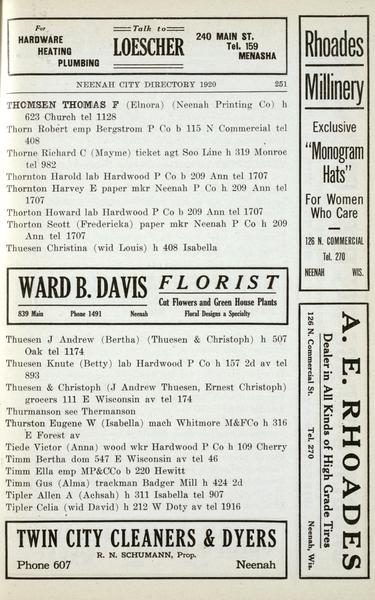 For
HARDWARE
HEATING
PLUMBING
Talk to
LOESCHER
240 MAIN ST.
Tel. 159
MENASHA
NEENAH CITY DIRECTORY 1920 251
THOMSEN THOMAS F (Elnora) (Neenah Printing Co) h
623 Church tel 1128
Thorn Robert emp Bergstrom P Co b 115 N Commercial tel
408
Thorne Richard C (Mayme) ticket agt Soo Line h 319 Monroe
tel 982
Thornton Harold lab Hardwood P Co b 209 Ann tel 1707
Thornton Harvey E paper mkr Neenah P Co h 209 Ann tel
1707
Thorton Howard lab Hardwood P Co b 209 Ann tel 1707
Thorton Scott (Fredericka) paper mkr Neenah P Co h 209
Ann tel 1707
Thuesen Christina (wid Louis) h 408 Isabella
WARD B. DAVIS FLORIST
Cut Flowers and Green House Plants
839 Main Phone 1491 Neenah Floral Designs a Specialty
Thuesen J Andrew (Bertha) (Thuesen & Christoph) h 507
Oak tel 1174
Thuesen Knute (Betty) lab Hardwood P Co h 157 2d av tel
893
Thuesen & Christoph (J Andrew Thuesen, Ernest Christoph)
grocers 111 E Wisconsin av tel 174
Thurmanson see Thermanson
Thurston Eugene W (Isabella) mach Whitmore M&FCo h 316
E Forest av
Tiede Victor (Anna) wood wkr Hardwood P Co h 109 Cherry
Timm Bertha dom 547 E Wisconsin av tel 46
Timm Ella emp MP&CCo b 220 Hewitt
Timm Gus (Alma) trackman Badger Mill h 424 2d
Tipler Allen A (Achsah) h 311 Isabella tel 907
Tipler Celia (wid David) h 212 W Doty av tel 1916
TWIN CITY CLEANERS & DYERS
R. N. SCHUMANN, Prop.
Phone 607 Neenah
Rhoades
Millinery
Exclusive
"Monogram
Hats"
For Women
Who Care
126 N. COMMERCIAL
Tel. 270
NEENAH WIS.
A. E. RHOADES
Dealer in All Kinds of High Grade Tires
126 N. Commercial St. Tel. 270 Neenah, Wis.